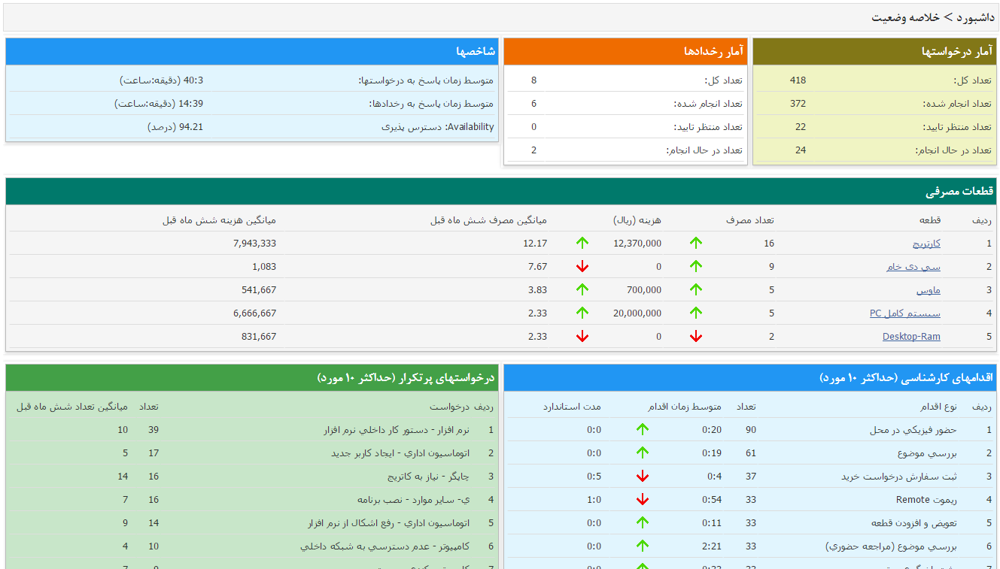 داشبورد > خلاصه وضعیت
آمار درخواستها
تعداد کل: 418
تعداد انجام شده: 372
تعداد منتظر تایید: 22
تعداد در حال انجام: 24
آمار رخدادها
تعداد کل: 8
تعداد انجام شده: 6
تعداد منتظر تایید: 0
تعداد در حال انجام: 2
شاخصها
متوسط زمان پاسخ به درخواستها: 40:3 (دقیقه:ساعت)
متوسط زمان پاسخ به رخدادها: 14:39 (دقیقه:ساعت)
Availability: دسترس پذیری 94.21 (درصد)
قطعات مصرفی
ردیف قطعه تعداد مصرف هزینه (ریال) میانگین مصرف شش ماه قبل میانگین هزینه شش ماه قبل
1 کارتریج 16 12,370,000 12.17 7,943,333
2 سي دی خام 9 0 7.67 1,083
3 ماوس 5 700,000 3.83 541,667
4 سیستم کامل PC 5 20,000,000 2.33 6,666,667
5 Desktop-Ram 2 0 2.33 831,667
اقدامهای کارشناسی (حداکثر ۱۰ مورد)
ردیف نوع اقدام تعداد متوسط زمان اقدام مدت استاندارد
1 حضور فیزیکي در محل 90 0:20 0:0
2 بررسي موضوع 61 0:19 0:0
3 ثبت سفارش درخواست خرید 37 0:4 0:5
4 ریموت Remote 33 0:54 1:0
5 تعویض و افزودن قطعه 33 0:11 0:0
6 بررسي موضوع (مراجعه حضوري) 33 2:21 0:0
درخواستهای پرتکرار (حداکثر ۱۰ مورد)
ردیف درخواست تعداد میانگین تعداد شش ماه قبل
1 نرم افزار - دستور کار داخلي نرم افزار 39 10
2 اتوماسیون اداري - ایجاد کاربر جدید 17 5
3 چاپگر - نیاز به کاتریج 16 14
4 ي- سایر موارد - نصب برنامه 16 7
5 اتوماسیون اداري - رفع اشکال از نرم افزار 14 9
6 کامپیوتر - عدم دسترسي به شبکه داخلي 10 4